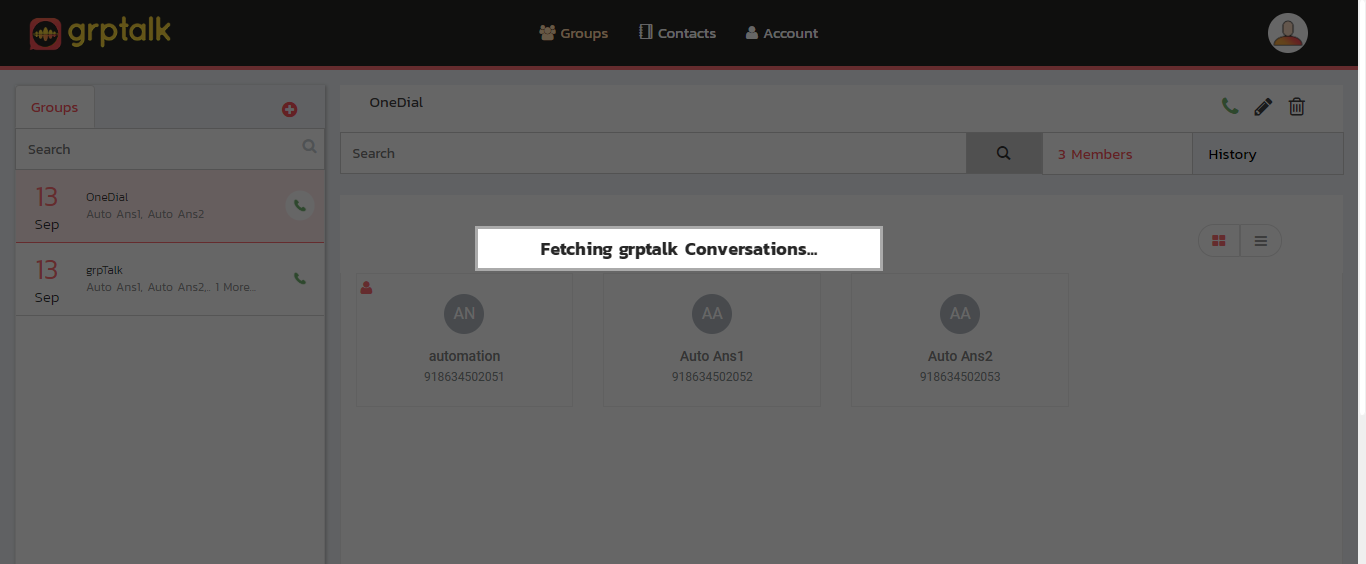 grptalk
Groups Contacts Account
Groups
Search
13
Sep
OneDial
Auto Ans1, Auto Ans2
13
Sep
grpTalk
Auto Ans1, Auto Ans2,.. 1 More...
OneDial
Search
3 Members
History
Fetching grptalk Conversations...
AN
automation
918634502051
AA
Auto Ans1
918634502052
AA
Auto Ans2
918634502053